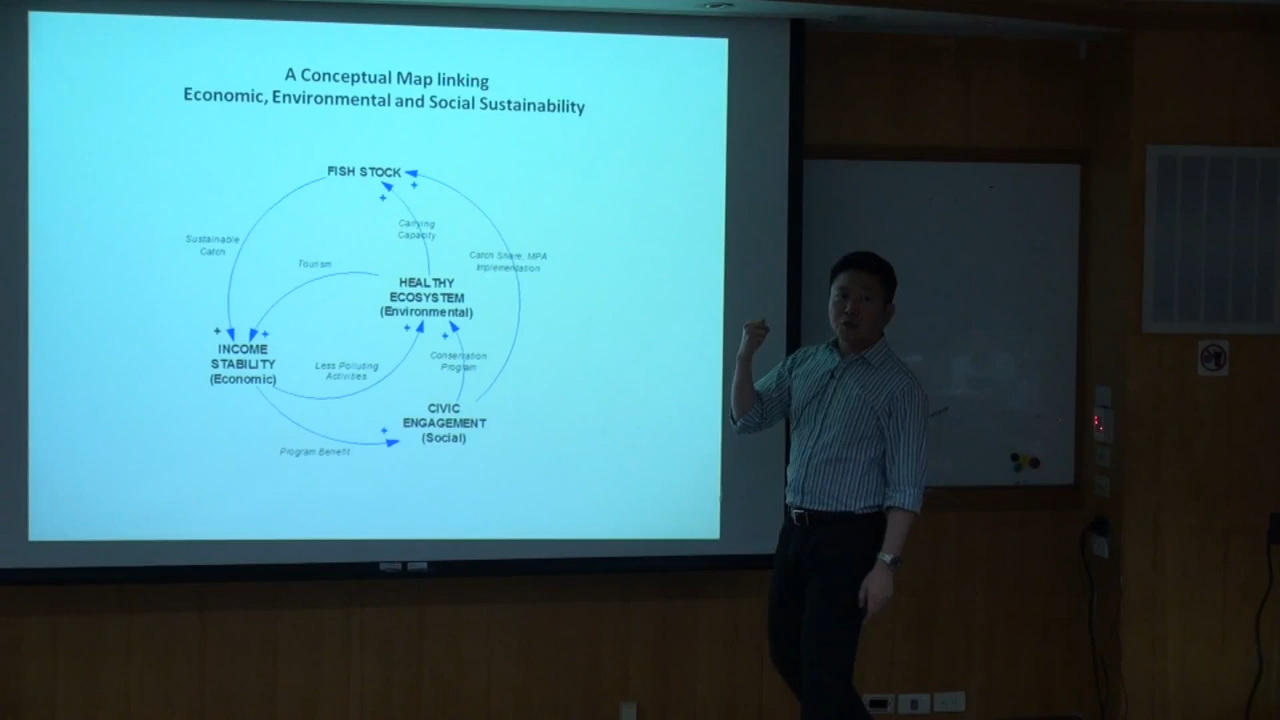 A Conceptual Map linking
Economic, Environmental and Social Sustainability
FISH STOCK
+
+
Carrying
Capacity
Sustainable
Catch
Catch Share, MPA
Implementation
Tourism
HEALTHY
ECOSYSTEM
(Environmental)
+
+
+
+
INCOME
STABILITY
(Economic)
Less Polluting
Activities
Conservation
Program
CIVIC
ENGAGEMENT
(Social)
+
Program Benefit